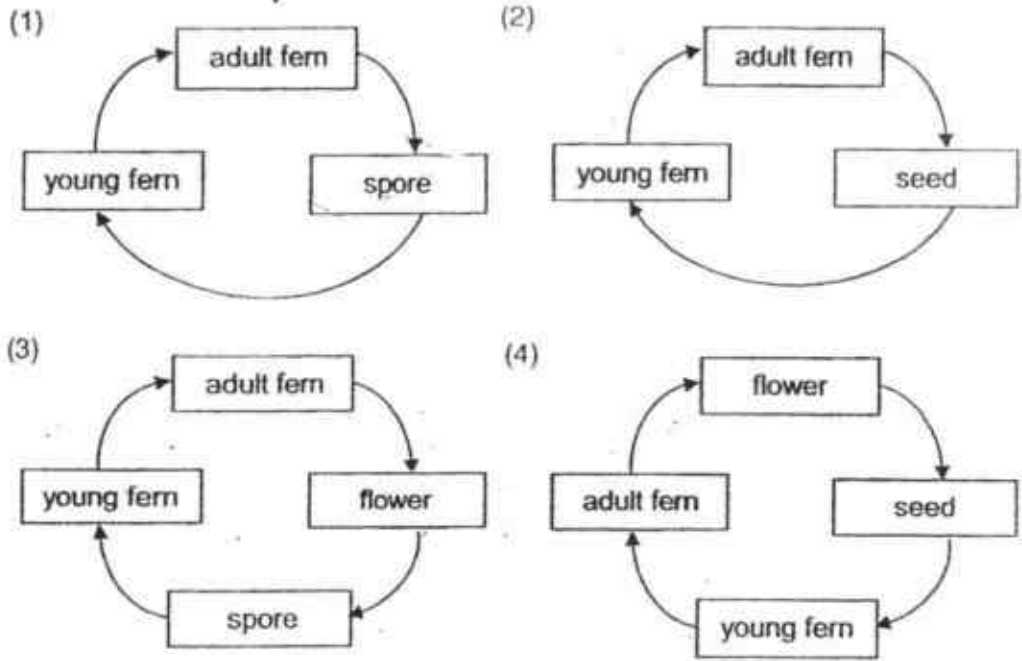 (1)
adult fern
young fern
spore
(2)
adult fern
young fern
seed
(3)
adult fern
young fern
flower
spore
(4)
flower
adult fern
seed
young fern